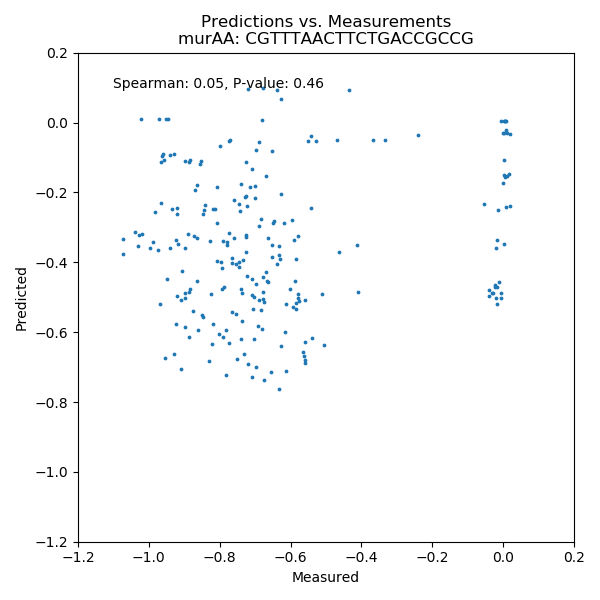 Predictions vs. Measurements
murAA: CGTTTAACTTCTGACCGCCG
Spearman: 0.05, P-value: 0.46
0.2
0.0
−0.2
−0.4
−0.6
−0.8
−1.0
−1.2
Predicted
−1.2 −1.0 −0.8 −0.6 −0.4 −0.2 0.0 0.2
Measured